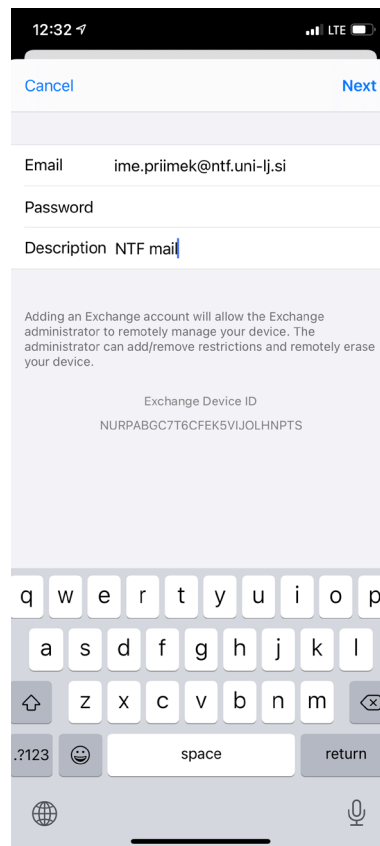 12:32 LTE
Cancel Next
Email ime.priimek@ntf.uni-lj.si
Password
Description NTF mail
Adding an Exchange account will allow the Exchange
administrator to remotely manage your device. The
administrator can add/remove restrictions and remotely erase
your device.
Exchange Device ID
NURPABGC7T6CFEK5VIJOLHNPTS
q w e r t y u i o p
a s d f g h j k l
z x c v b n m
.?123 space return